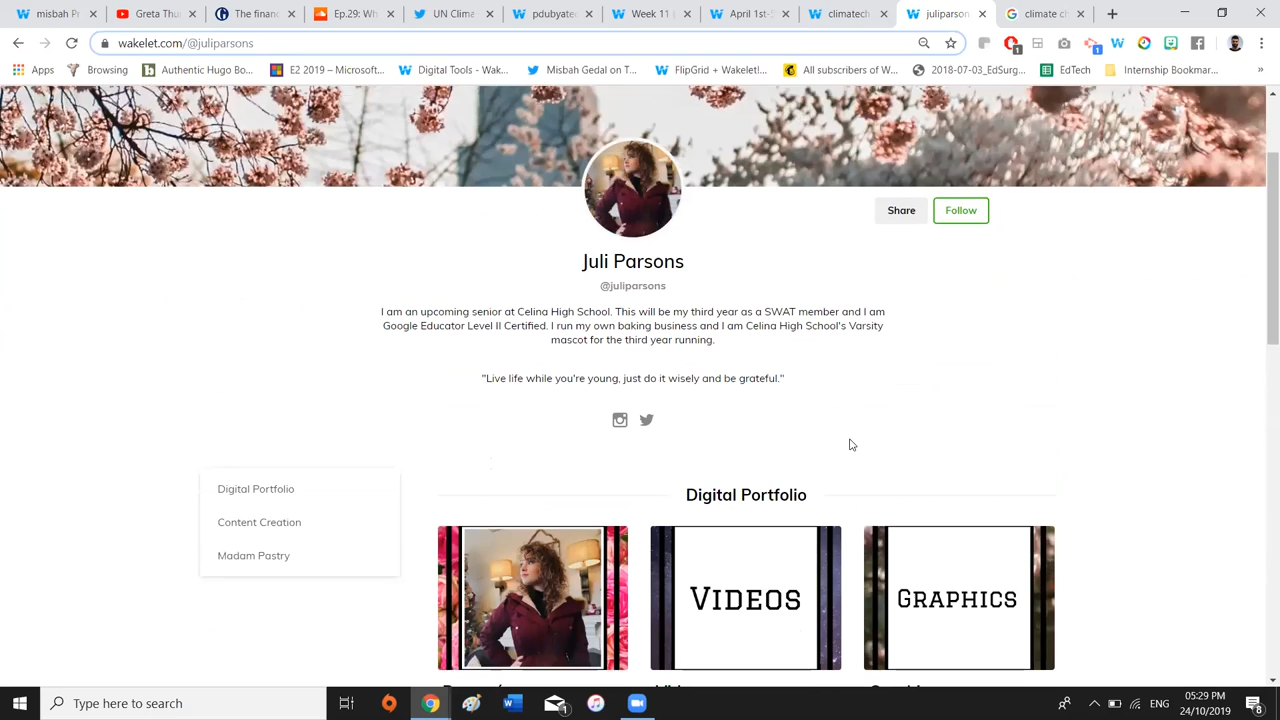 misbah P
Greta Thu
The finane
Ep.29: Wh
UN Clima
pdubyatee
Week 11 |
April 1st-
climatech
juliparson
climate ch
wakelet.com/@juliparsons
Apps
Browsing
Authentic Hugo Bo...
E2 2019 – Microsoft...
Digital Tools - Wak...
Misbah Gedal on T...
FlipGrid + Wakelet!...
All subscribers of W...
2018-07-03_EdSurg...
EdTech
Internship Bookmar...
Share
Follow
Juli Parsons
@juliparsons
I am an upcoming senior at Celina High School. This will be my third year as a SWAT member and I am
Google Educator Level II Certified. I run my own baking business and I am Celina High School's Varsity
mascot for the third year running.
"Live life while you're young, just do it wisely and be grateful."
Digital Portfolio
Content Creation
Madam Pastry
Digital Portfolio
VIDEOS
GRAPHICS
Type here to search
1
ENG
05:29 PM
24/10/2019
8